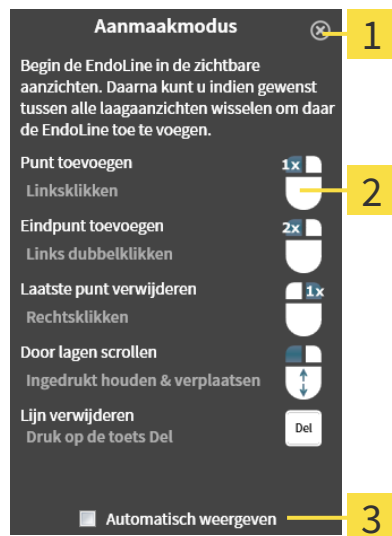 Aanmaakmodus
1
Begin de EndoLine in de zichtbare
aanzichten. Daarna kunt u indien gewenst
tussen alle laagaanzichten wisselen om daar
de EndoLine toe te voegen.
Punt toevoegen
1x
Linksklikken
2
Eindpunt toevoegen
2x
Links dubbelklikken
Laatste punt verwijderen
1x
Rechtsklikken
Door lagen scrollen
Ingedrukt houden & verplaatsen
Lijn verwijderen
Druk op de toets Del
Del
Automatisch weergeven
3